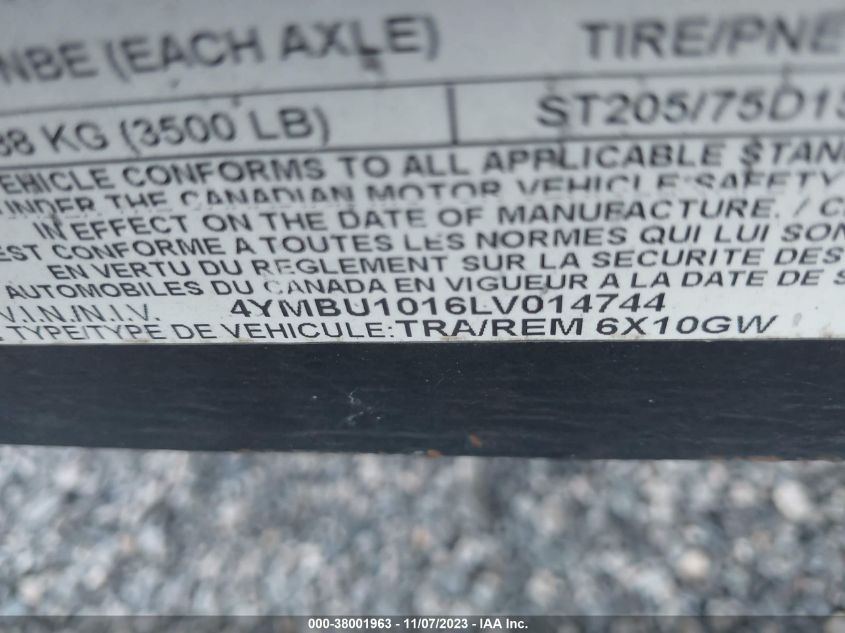 NBE (EACH AXLE) TIRE/PNE
88 KG (3500 LB) ST205/75D15
VEHICLE CONFORMS TO ALL APPLICABLE STAN
UNDER THE CANADIAN MOTOR VEHICLE SAFETY
IN EFFECT ON THE DATE OF MANUFACTURE. / C
EST CONFORME A TOUTES LES NORMES QUI LUI SON
EN VERTU DU REGLEMENT SUR LA SECURITE DES
AUTOMOBILES DU CANADA EN VIGUEUR A LA DATE DE S
V.I.N./N.I.V. 4YMBU1016LV014744
TYPE/TYPE DE VEHICULE: TRA/REM 6X10GW
000-38001963 - 11/07/2023 - IAA Inc.